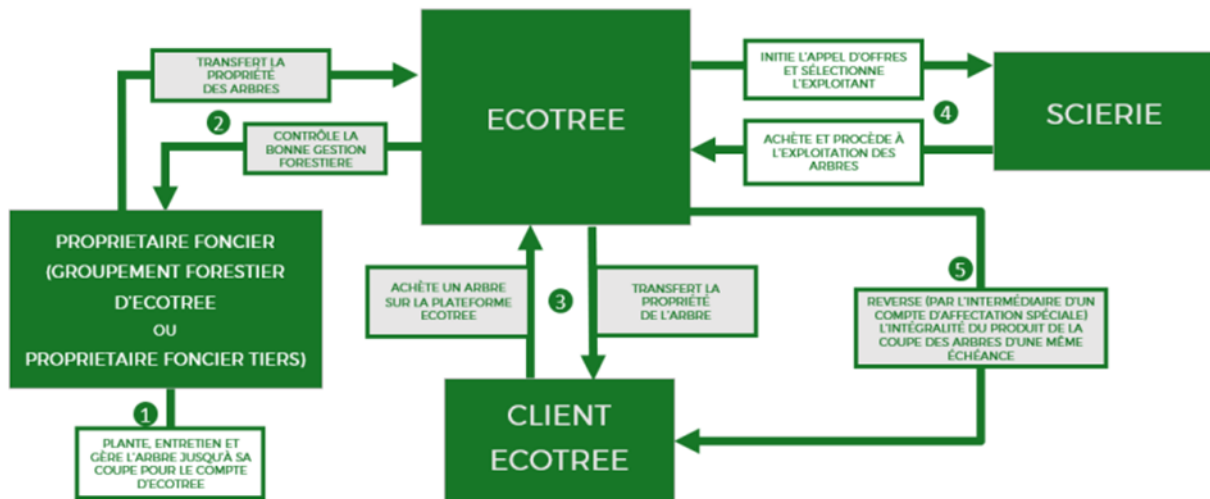 TRANSFERT LA
PROPRIÉTÉ
DES ARBRES
2
CONTRÔLE LA
BONNE GESTION
FORESTIERE
ECOTREE
INITIE L'APPEL D'OFFRES
ET SÉLECTIONNE
L'EXPLOITANT
4
ACHÈTE ET PROCÈDE À
L'EXPLOITATION DES
ARBRES
SCIERIE
PROPRIETAIRE FONCIER
(GROUPEMENT FORESTIER
D'ECOTREE
OU
PROPRIETAIRE FONCIER TIERS)
1
PLANTE, ENTRETIEN ET
GÈRE L'ARBRE JUSQU'À SA
COUPE POUR LE COMPTE
D'ECOTREE
ACHÈTE UN ARBRE
SUR LA PLATEFORME
ECOTREE
3
TRANSFERT LA
PROPRIÉTÉ
DE L'ARBRE
5
REVERSE (PAR L'INTERMÉDIAIRE D'UN
COMPTE D'AFFECTATION SPÉCIALE)
L'INTÉGRALITÉ DU PRODUIT DE LA
COUPE DES ARBRES D'UNE MÊME
ÉCHÉANCE
CLIENT
ECOTREE